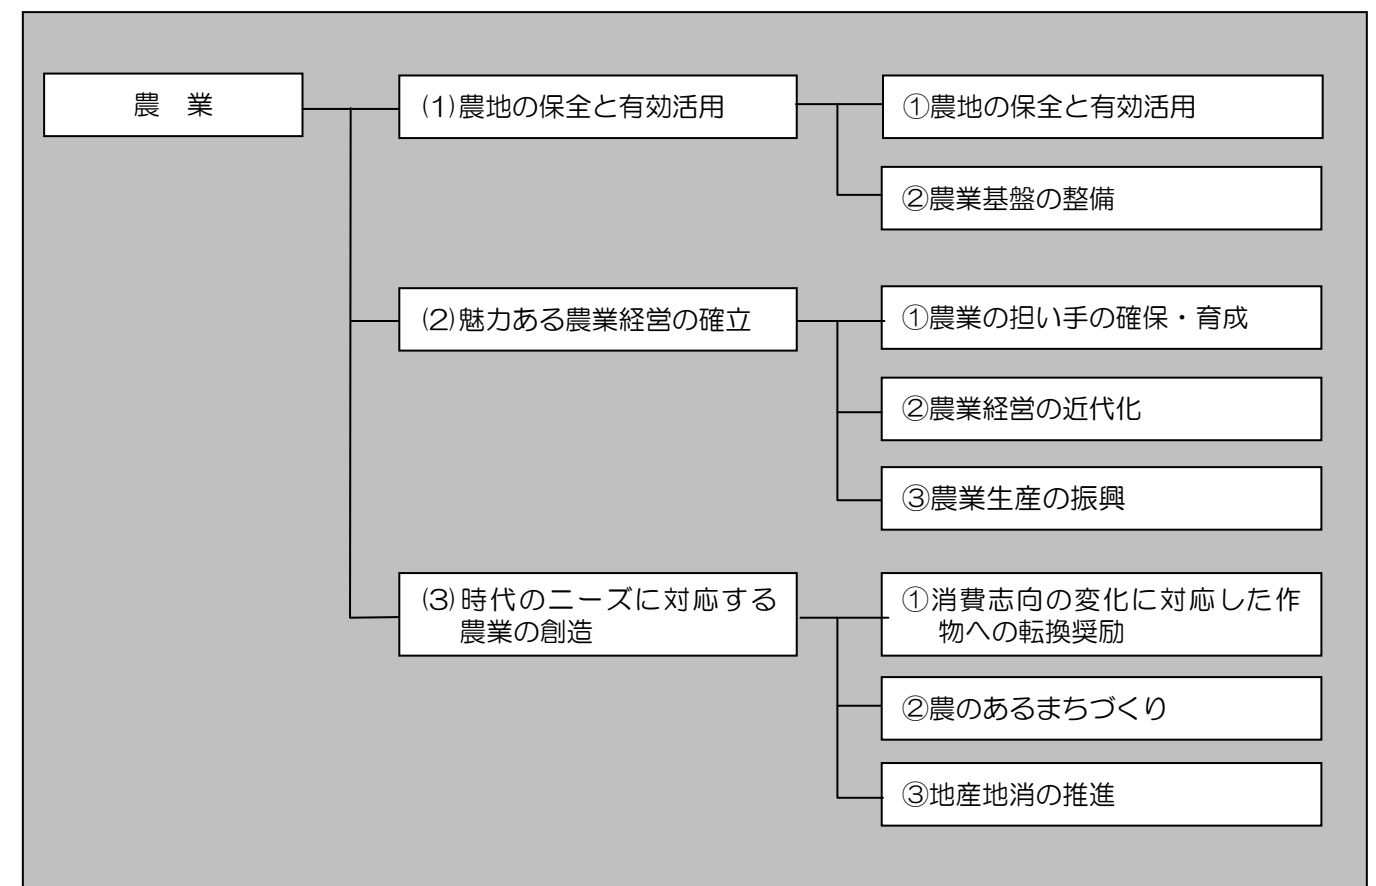 農　業
(1)農地の保全と有効活用
①農地の保全と有効活用
②農業基盤の整備
(2)魅力ある農業経営の確立
①農業の担い手の確保・育成
②農業経営の近代化
③農業生産の振興
(3)時代のニーズに対応する
農業の創造
①消費志向の変化に対応した作
物への転換奨励
②農のあるまちづくり
③地産地消の推進